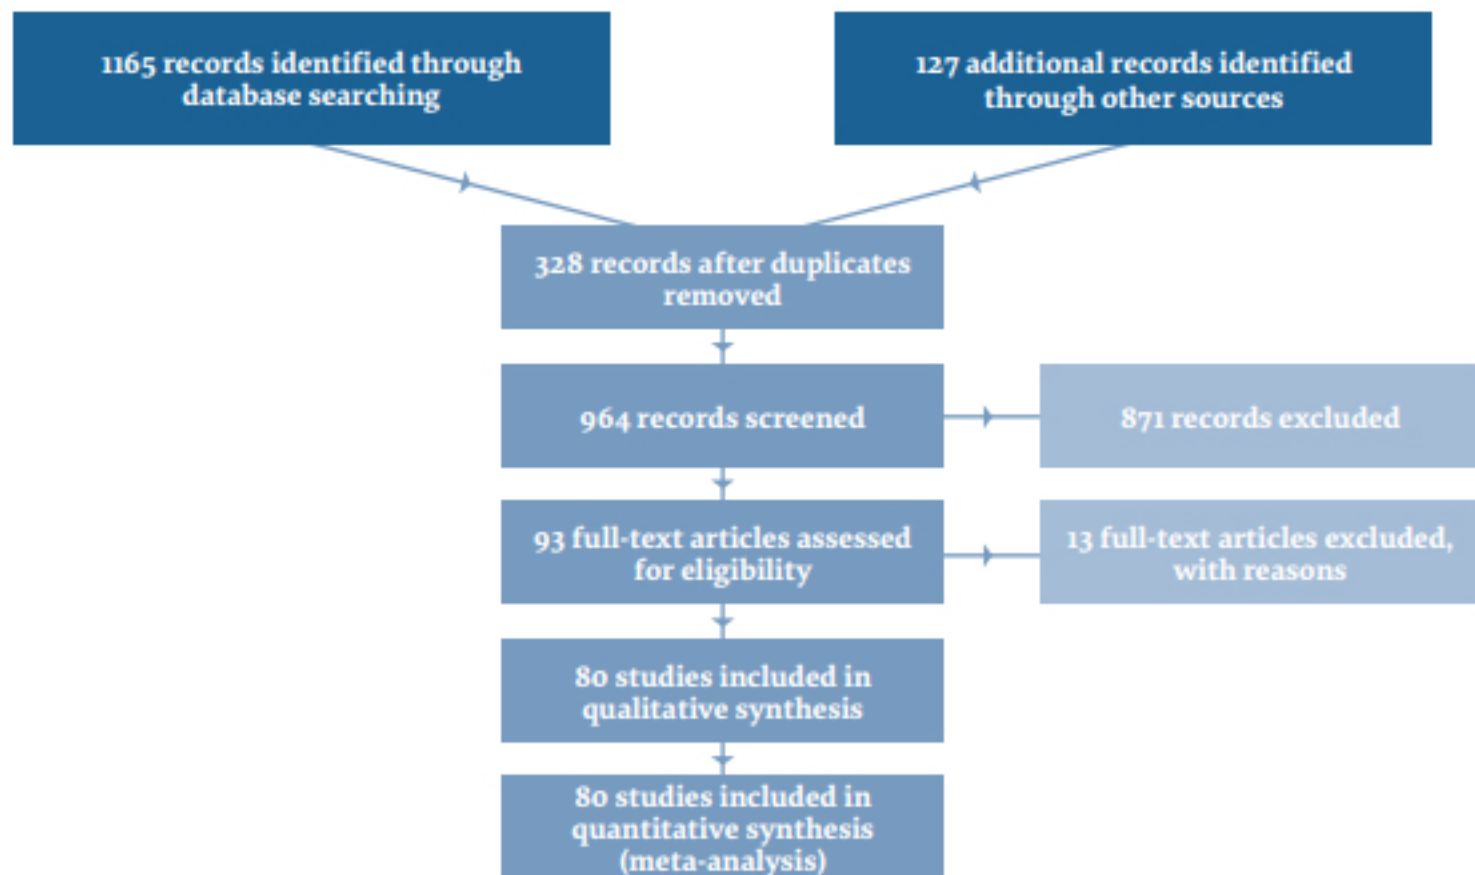 1165 records identified through
database searching
127 additional records identified
through other sources
328 records after duplicates
removed
964 records screened
871 records excluded
93 full-text articles assessed
for eligibility
13 full-text articles excluded,
with reasons
80 studies included in
qualitative synthesis
80 studies included in
quantitative synthesis
(meta-analysis)